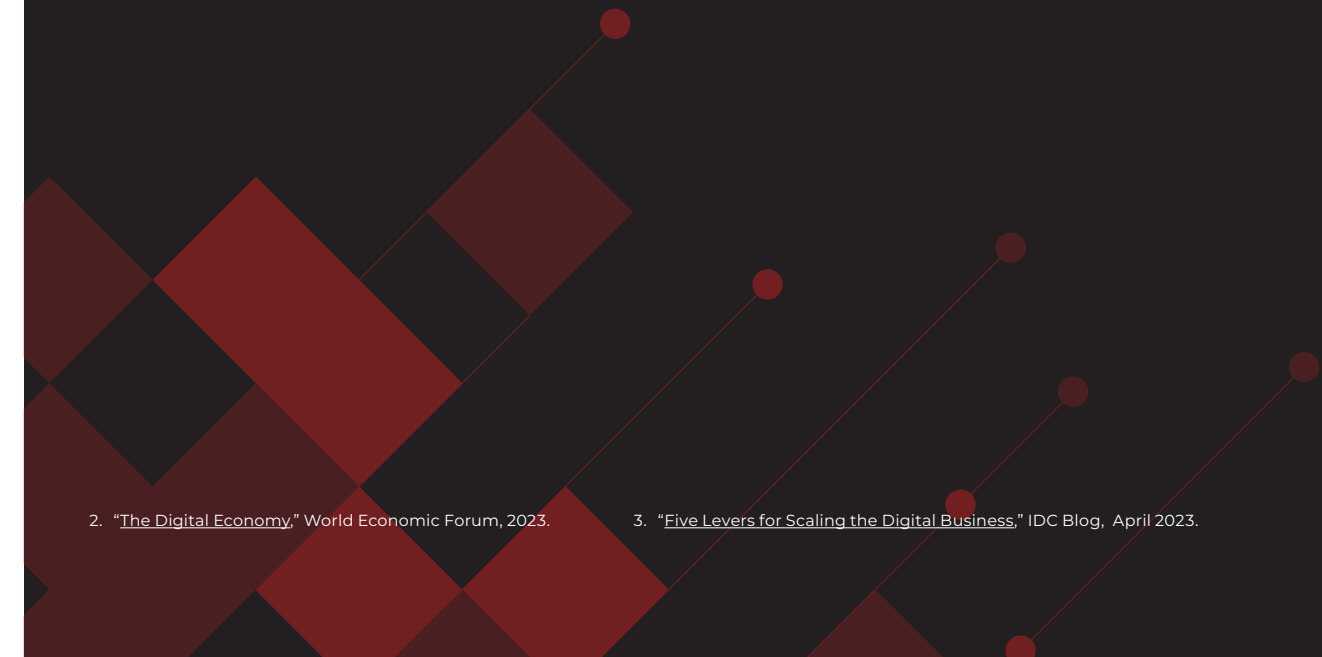 2. “The Digital Economy,” World Economic Forum, 2023.
3. “Five Levers for Scaling the Digital Business,” IDC Blog,  April 2023.